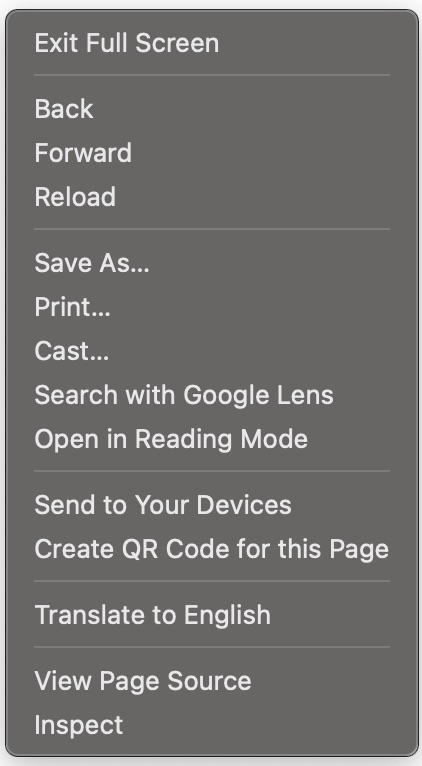 Exit Full Screen
Back
Forward
Reload
Save As...
Print...
Cast...
Search with Google Lens
Open in Reading Mode
Send to Your Devices
Create QR Code for this Page
Translate to English
View Page Source
Inspect